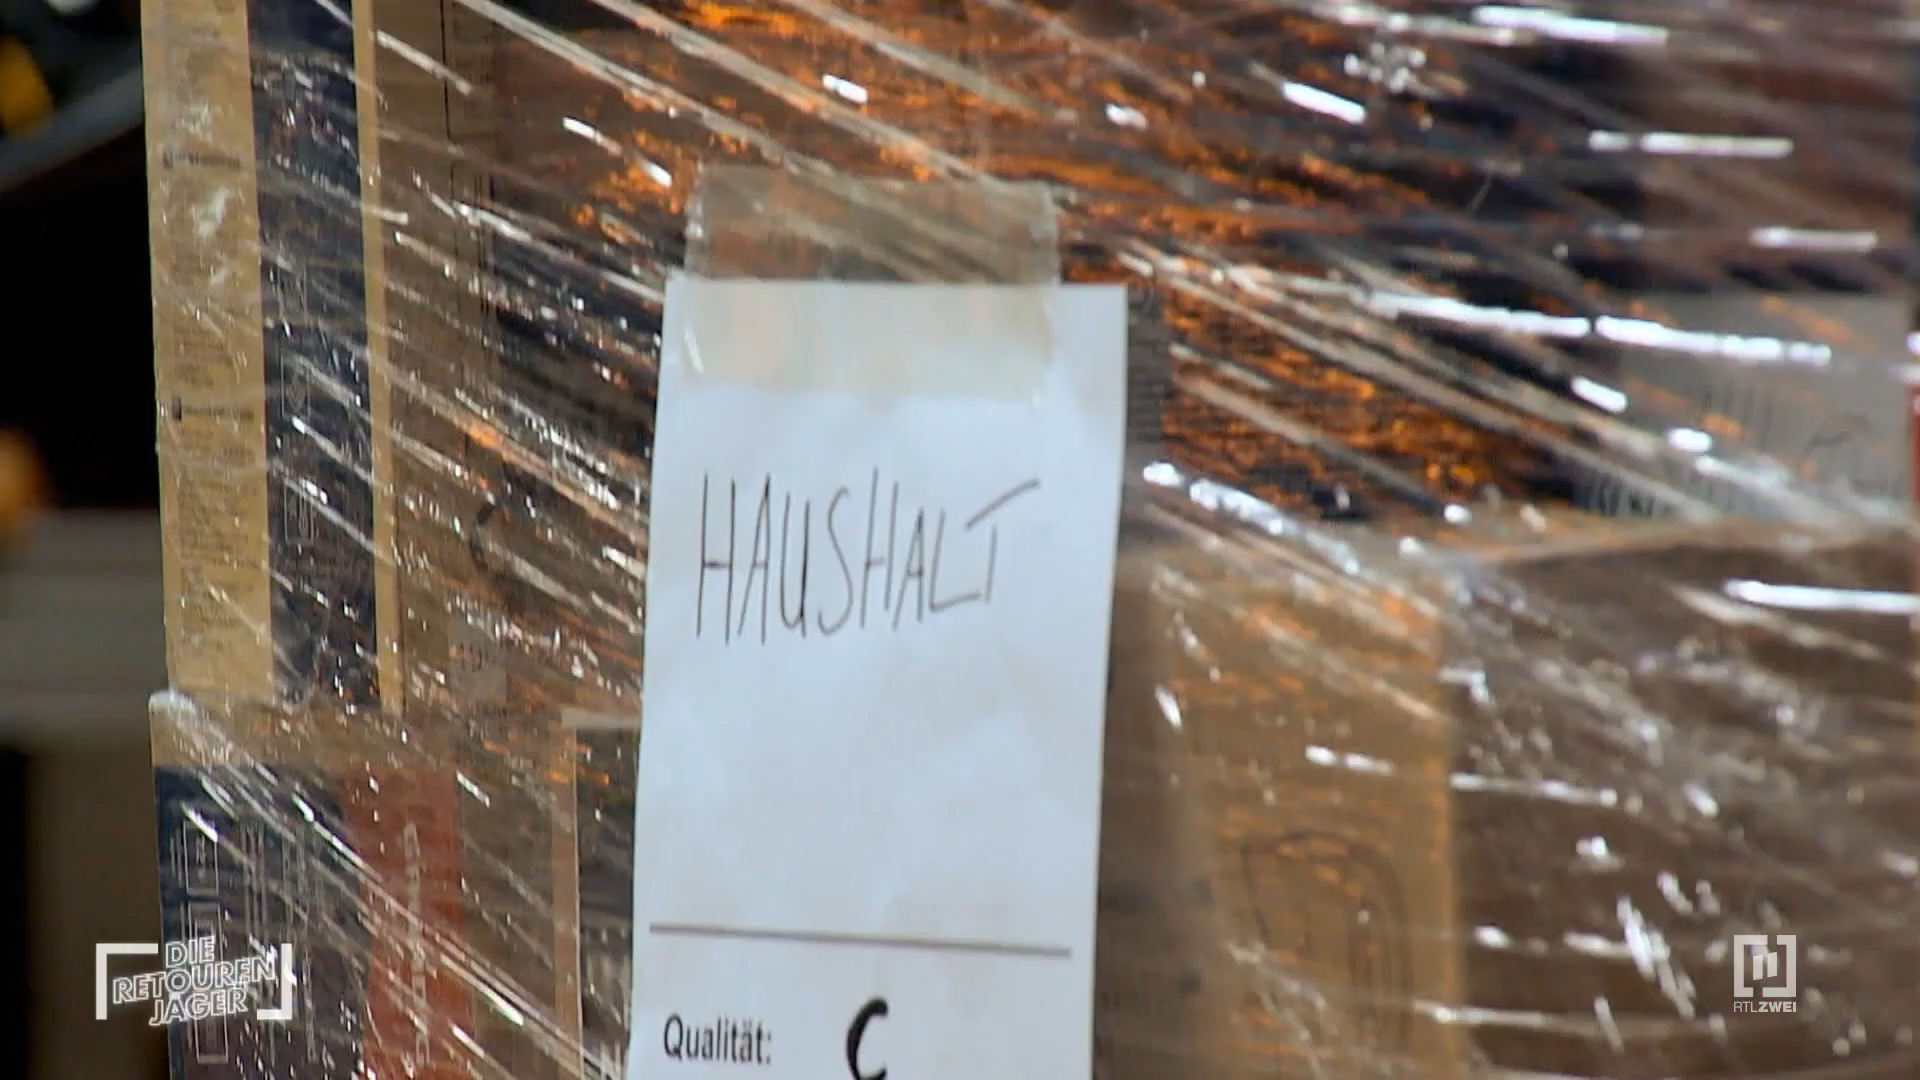 HAUSHALT
Qualität: C
DIE
RETOUREN
JÄGER
RTLZWEI